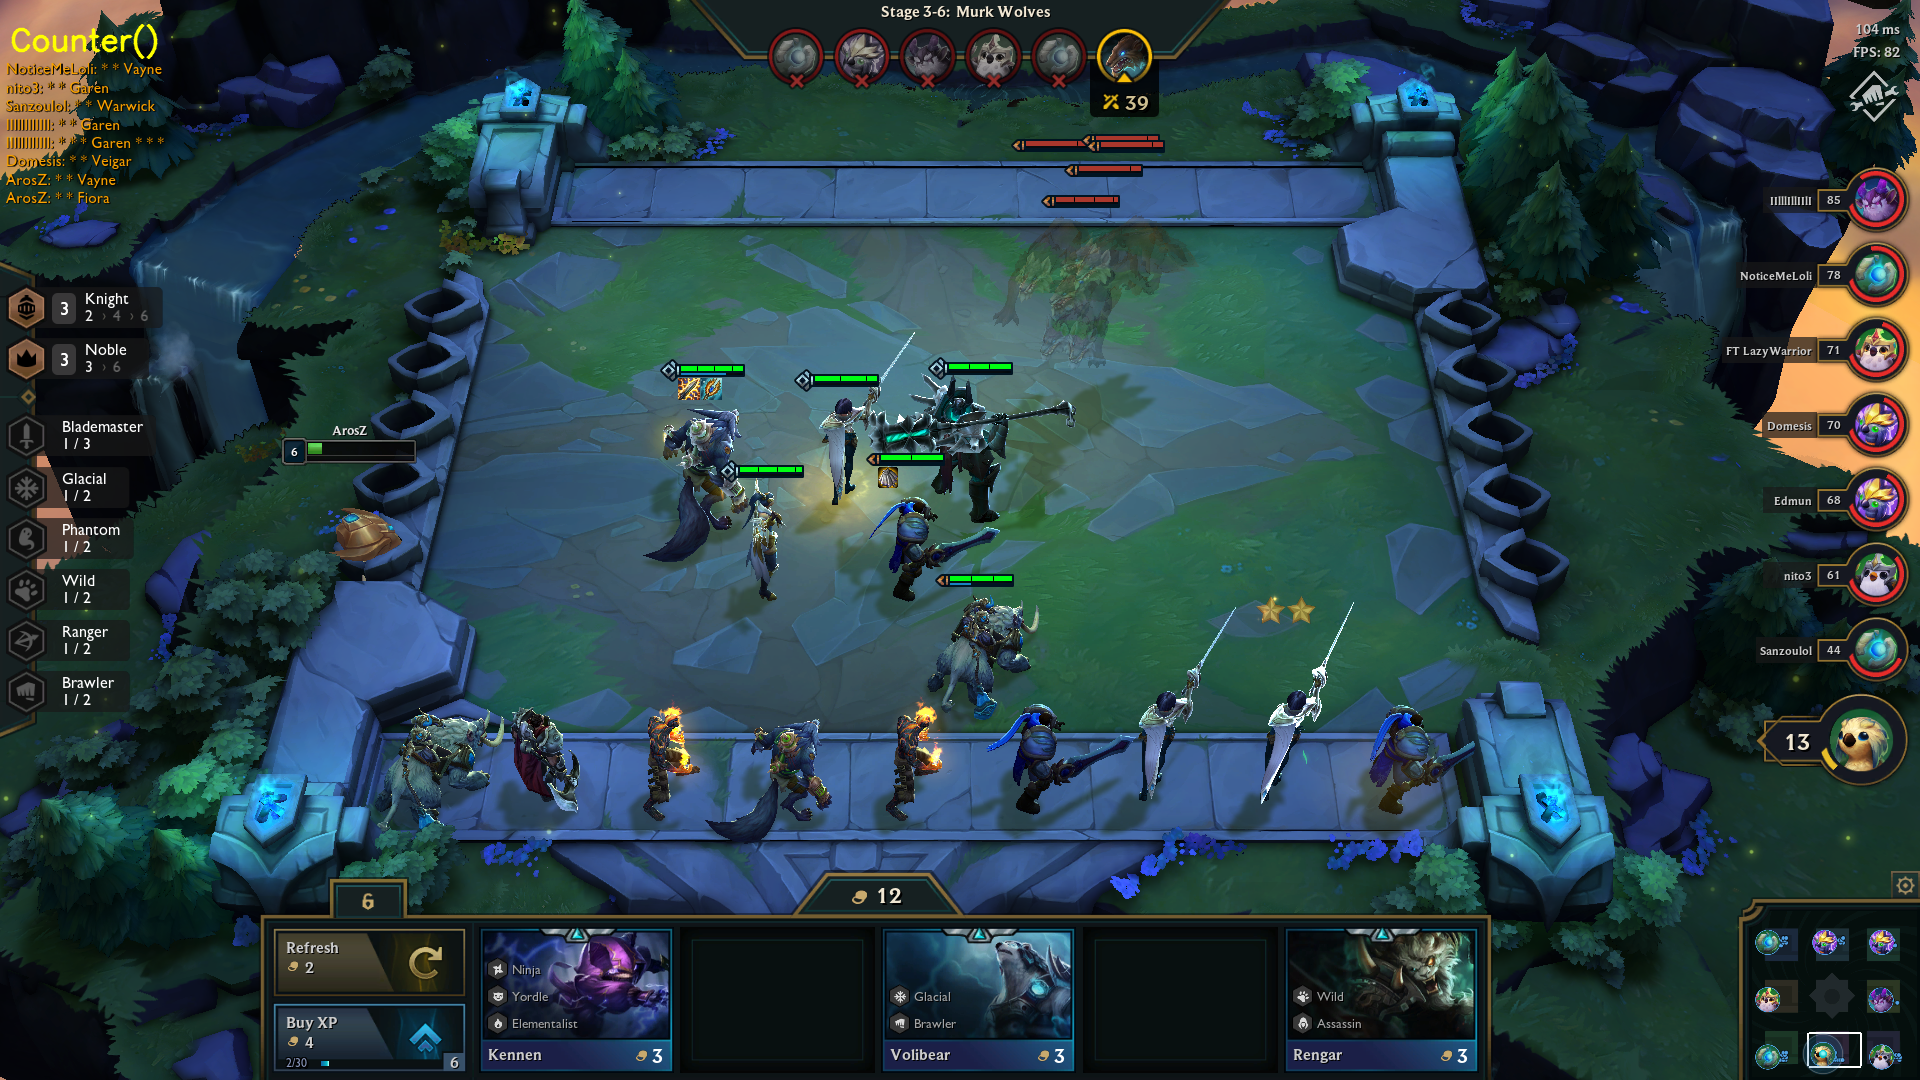 Stage 3-6: Murk Wolves
39
104 ms
FPS: 82
Counter()
NoticeMeLoli: * * Vayne
nito3: * * Garen
Sanzoulol: * * Warwick
llllllllllll: * * Garen
llllllllllll: * * Garen * * *
Domesis: * * Veigar
ArosZ: * * Vayne
ArosZ: * * Fiora
3 Knight
2 › 4 › 6
3 Noble
3 › 6
Blademaster
1 / 3
Glacial
1 / 2
Phantom
1 / 2
Wild
1 / 2
Ranger
1 / 2
Brawler
1 / 2
ArosZ
6
85
NoticeMeLoli 78
FT LazyWarrior 71
Domesis 70
Edmun 68
nito3 61
Sanzoulol 44
13
6
12
Refresh
2
Buy XP
4
2/30
6
Ninja
Yordle
Elementalist
Kennen 3
Glacial
Brawler
Volibear 3
Wild
Assassin
Rengar 3